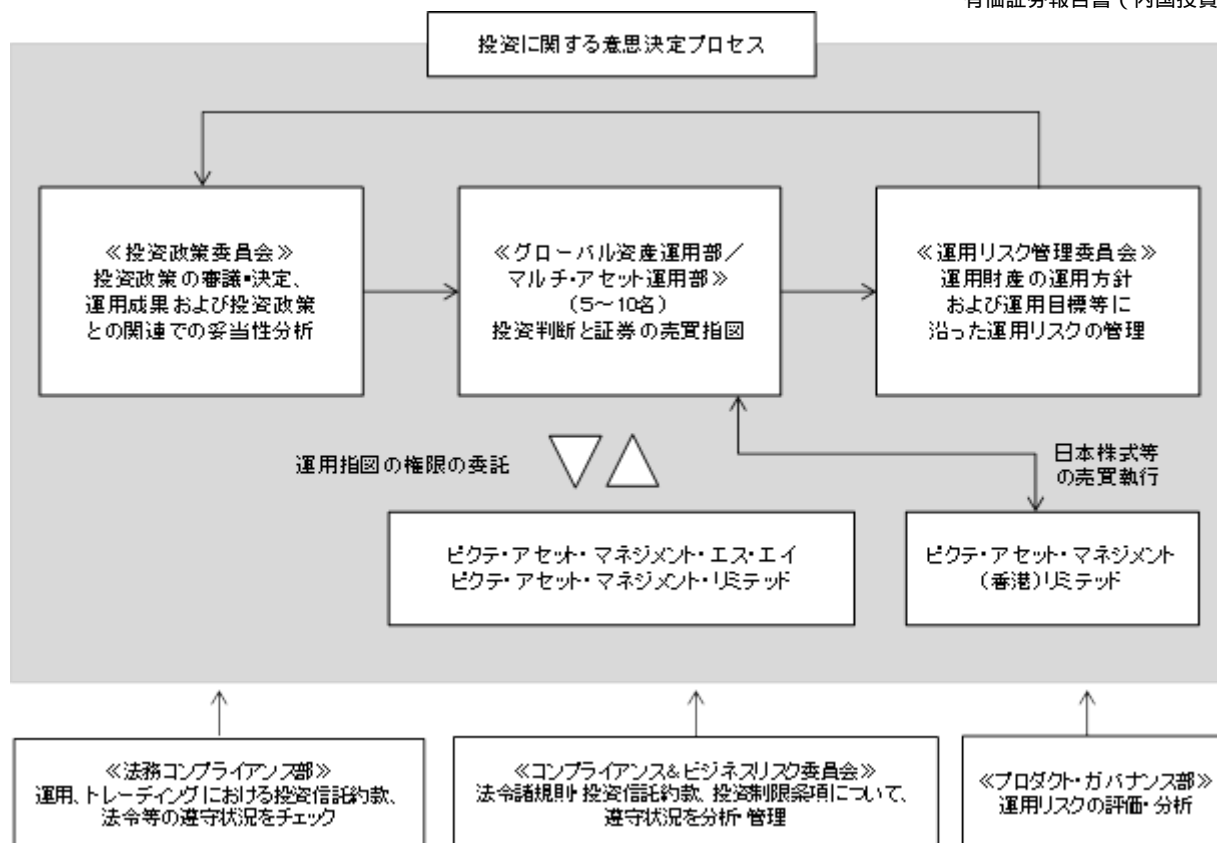 有価証券報告書(内国投資
投資に関する意思決定プロセス
≪投資政策委員会≫
投資政策の審議・決定、
運用成果および投資政策
との関連での妥当性分析
≪グローバル資産運用部/
マルチ・アセット運用部≫
(5~10名)
投資判断と証券の売買指図
≪運用リスク管理委員会≫
運用財産の運用方針
および運用目標等に
沿った運用リスクの管理
運用指図の権限の委託
日本株式等
の売買執行
ピクテ・アセット・マネジメント・エス・エイ
ピクテ・アセット・マネジメント・リミテッド
ピクテ・アセット・マネジメント
(香港)リミテッド
≪法務コンプライアンス部≫
運用、トレーディングにおける投資信託約款、
法令等の遵守状況をチェック
≪コンプライアンス&ビジネスリスク委員会≫
法令諸規則・投資信託約款、投資制限条項について、
遵守状況を分析・管理
≪プロダクト・ガバナンス部≫
運用リスクの評価・分析